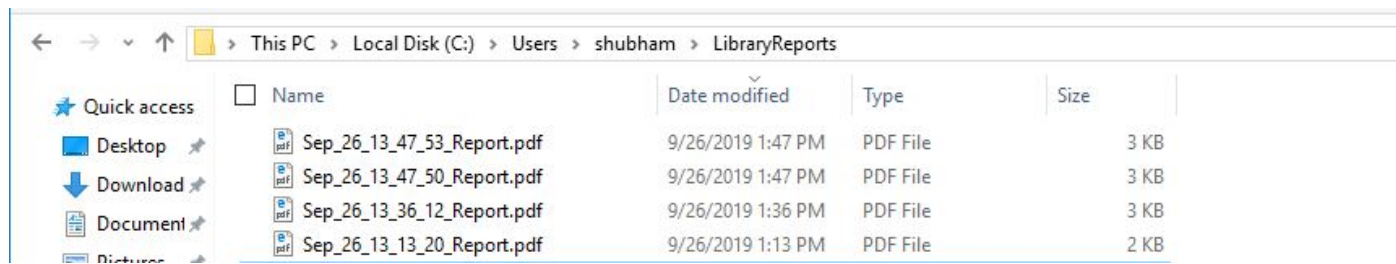 This PC > Local Disk (C:) > Users > shubham > LibraryReports
Quick access
Name Date modified Type Size
Desktop
Sep_26_13_47_53_Report.pdf 9/26/2019 1:47 PM PDF File 3 KB
Download
Sep_26_13_47_50_Report.pdf 9/26/2019 1:47 PM PDF File 3 KB
Document
Sep_26_13_36_12_Report.pdf 9/26/2019 1:36 PM PDF File 3 KB
Sep_26_13_13_20_Report.pdf 9/26/2019 1:13 PM PDF File 2 KB
Pictures